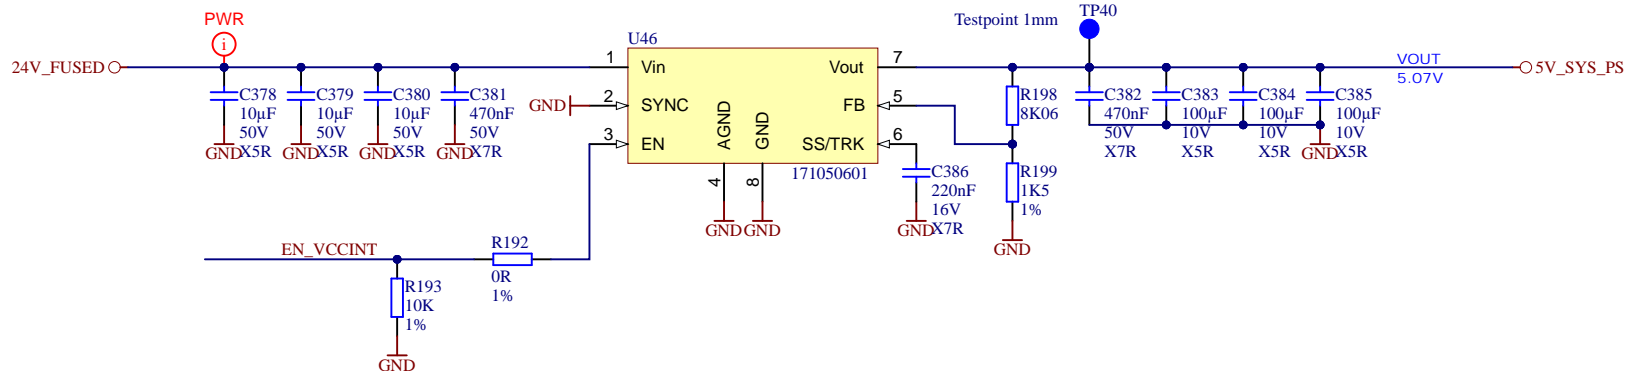 PWR
i
24V_FUSED
C378
10µF
50V
X5R
GND
C379
10µF
50V
X5R
GND
C380
10µF
50V
X5R
GND
C381
470nF
50V
X7R
GND
U46
1
Vin
GND
2
SYNC
3
EN
AGND
4
GND
GND
8
GND
Vout
7
FB
5
SS/TRK
6
171050601
C386
220nF
16V
X7R
GND
R198
8K06
R199
1K5
1%
GND
Testpoint 1mm
TP40
C382
470nF
50V
X7R
C383
100µF
10V
X5R
C384
100µF
10V
X5R
C385
100µF
10V
X5R
GND
VOUT
5.07V
5V_SYS_PS
EN_VCCINT
R192
0R
1%
R193
10K
1%
GND